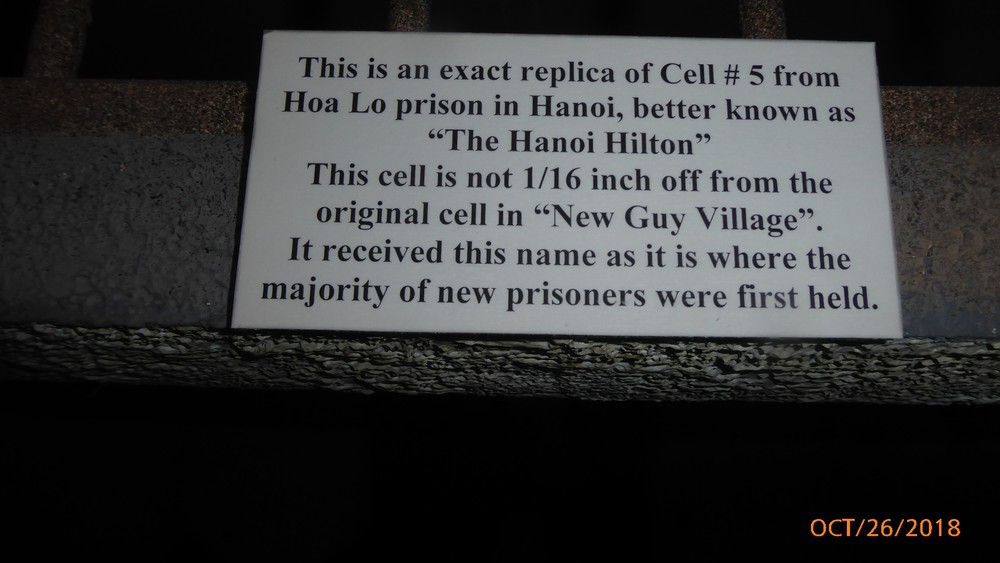 This is an exact replica of Cell # 5 from
Hoa Lo prison in Hanoi, better known as
“The Hanoi Hilton”
This cell is not 1/16 inch off from the
original cell in “New Guy Village”.
It received this name as it is where the
majority of new prisoners were first held.
OCT/26/2018